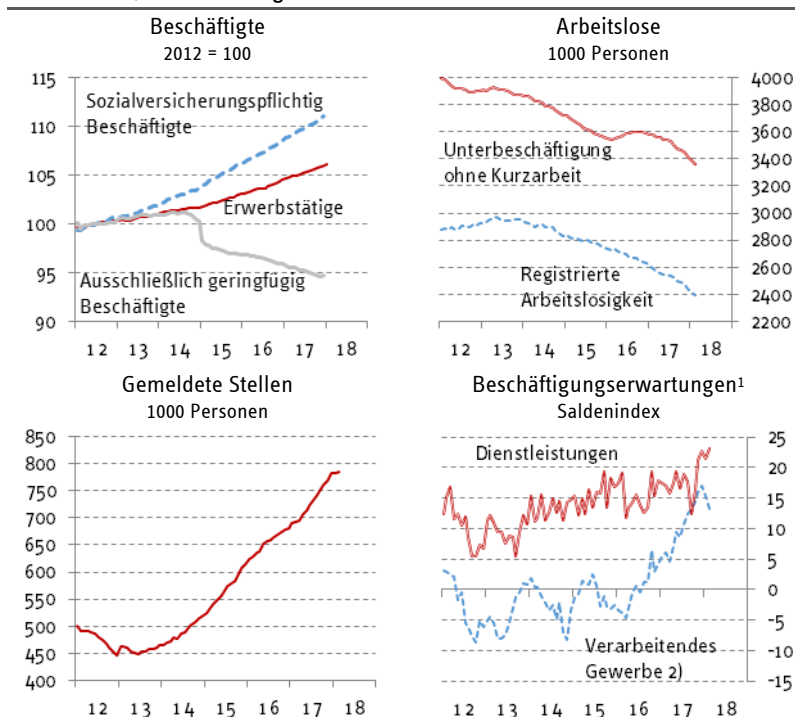 Beschäftigte
2012 = 100
115
110
105
100
95
90
Sozialversicherungspflichtig
Beschäftigte
Erwerbstätige
Ausschließlich geringfügig
Beschäftigte
12 13 14 15 16 17 18
Arbeitslose
1000 Personen
4000
3800
3600
3400
3200
3000
2800
2600
2400
2200
Unterbeschäftigung
ohne Kurzarbeit
Registrierte
Arbeitslosigkeit
12 13 14 15 16 17 18
Gemeldete Stellen
1000 Personen
850
800
750
700
650
600
550
500
450
400
12 13 14 15 16 17 18
Beschäftigungserwartungen¹
Saldenindex
25
20
15
10
5
0
-5
-10
-15
Dienstleistungen
Verarbeitendes
Gewerbe 2)
12 13 14 15 16 17 18